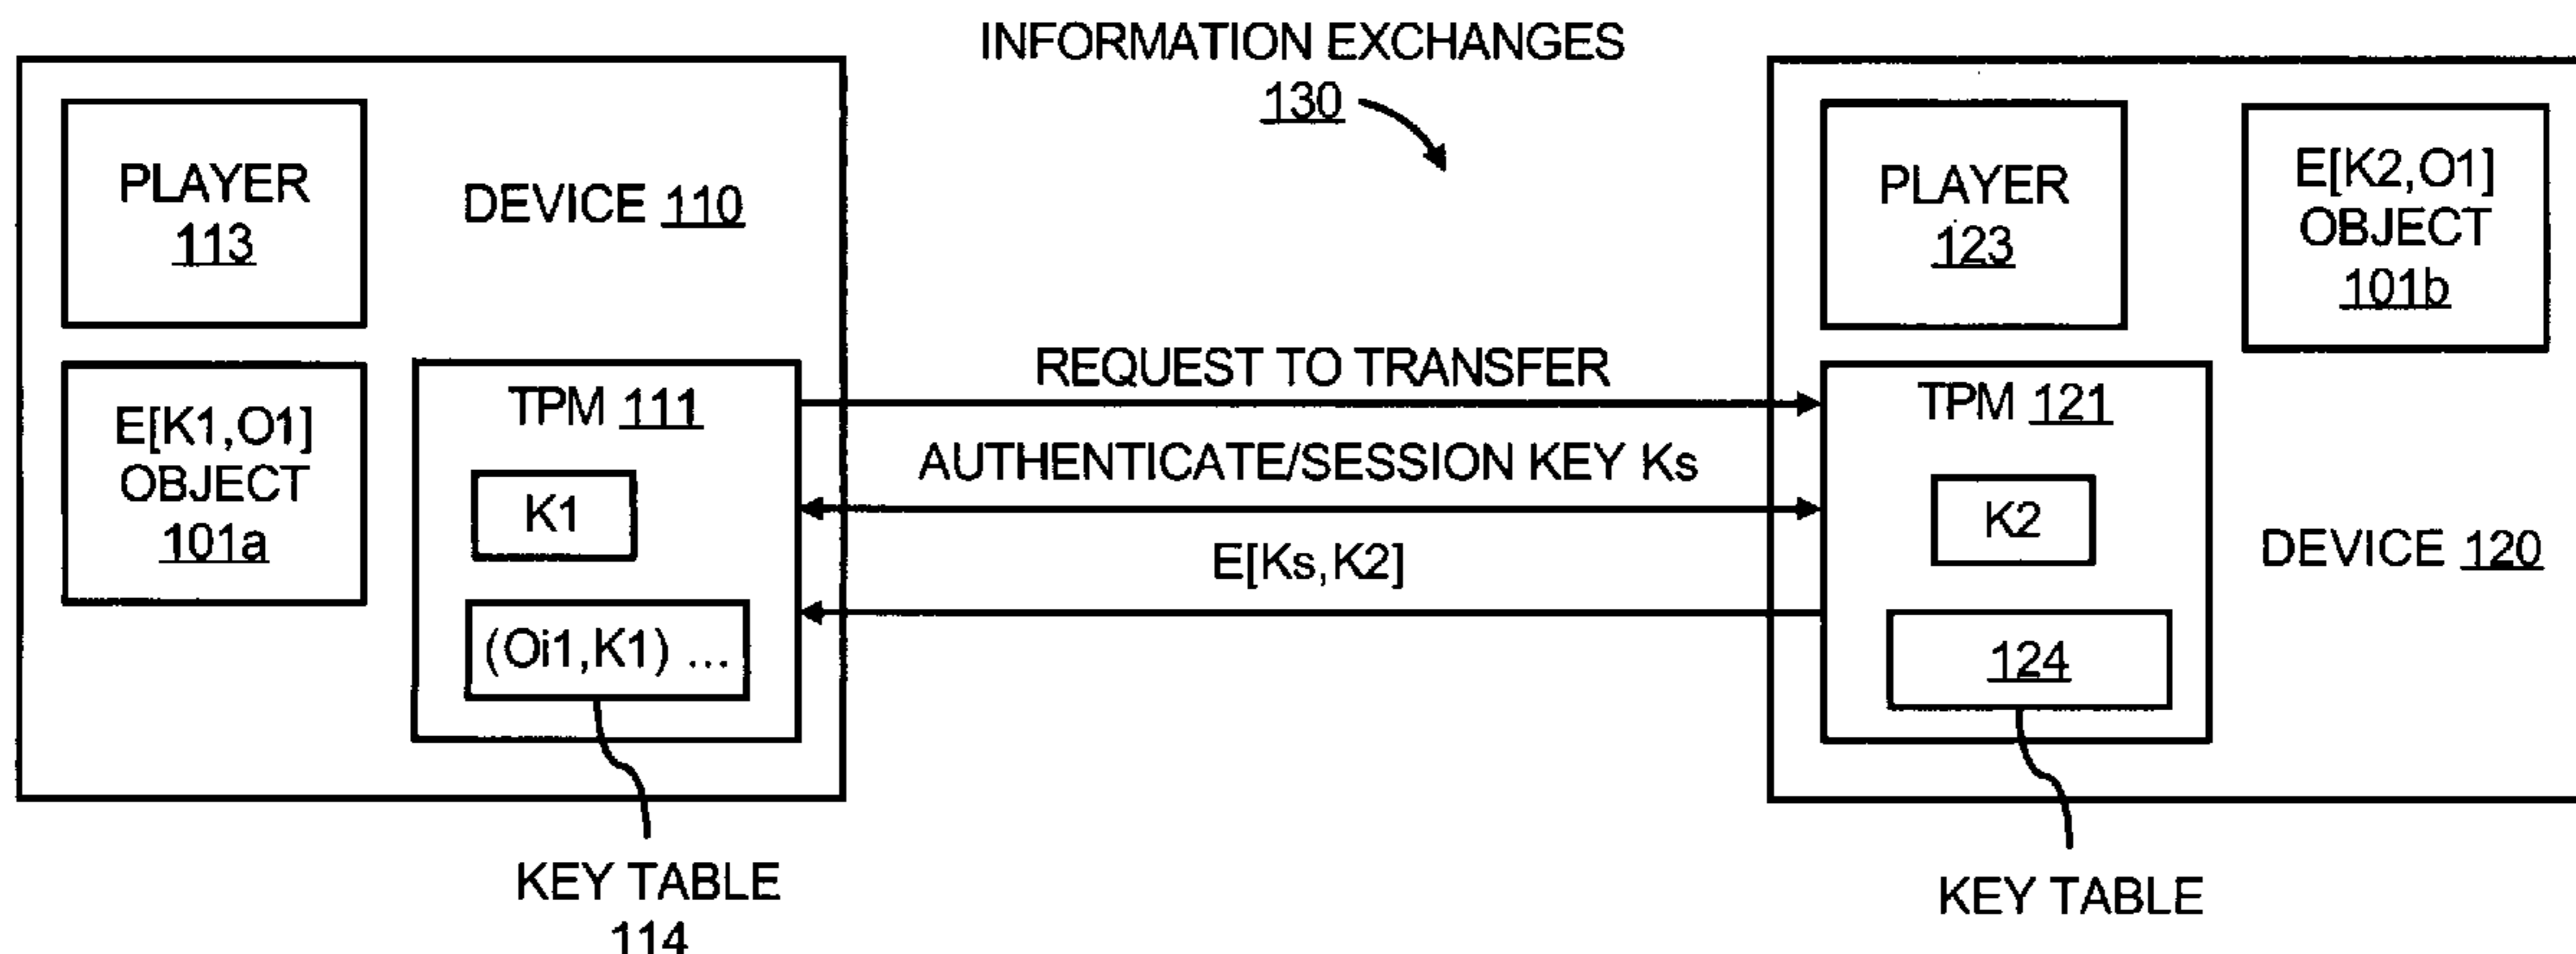 INFORMATION EXCHANGES
130
PLAYER
113
DEVICE 110
E[K1,O1]
OBJECT
101a
TPM 111
K1
(Oi1,K1) ...
KEY TABLE
114
REQUEST TO TRANSFER
AUTHENTICATE/SESSION KEY Ks
E[Ks,K2]
PLAYER
123
E[K2,O1]
OBJECT
101b
TPM 121
K2
DEVICE 120
124
KEY TABLE